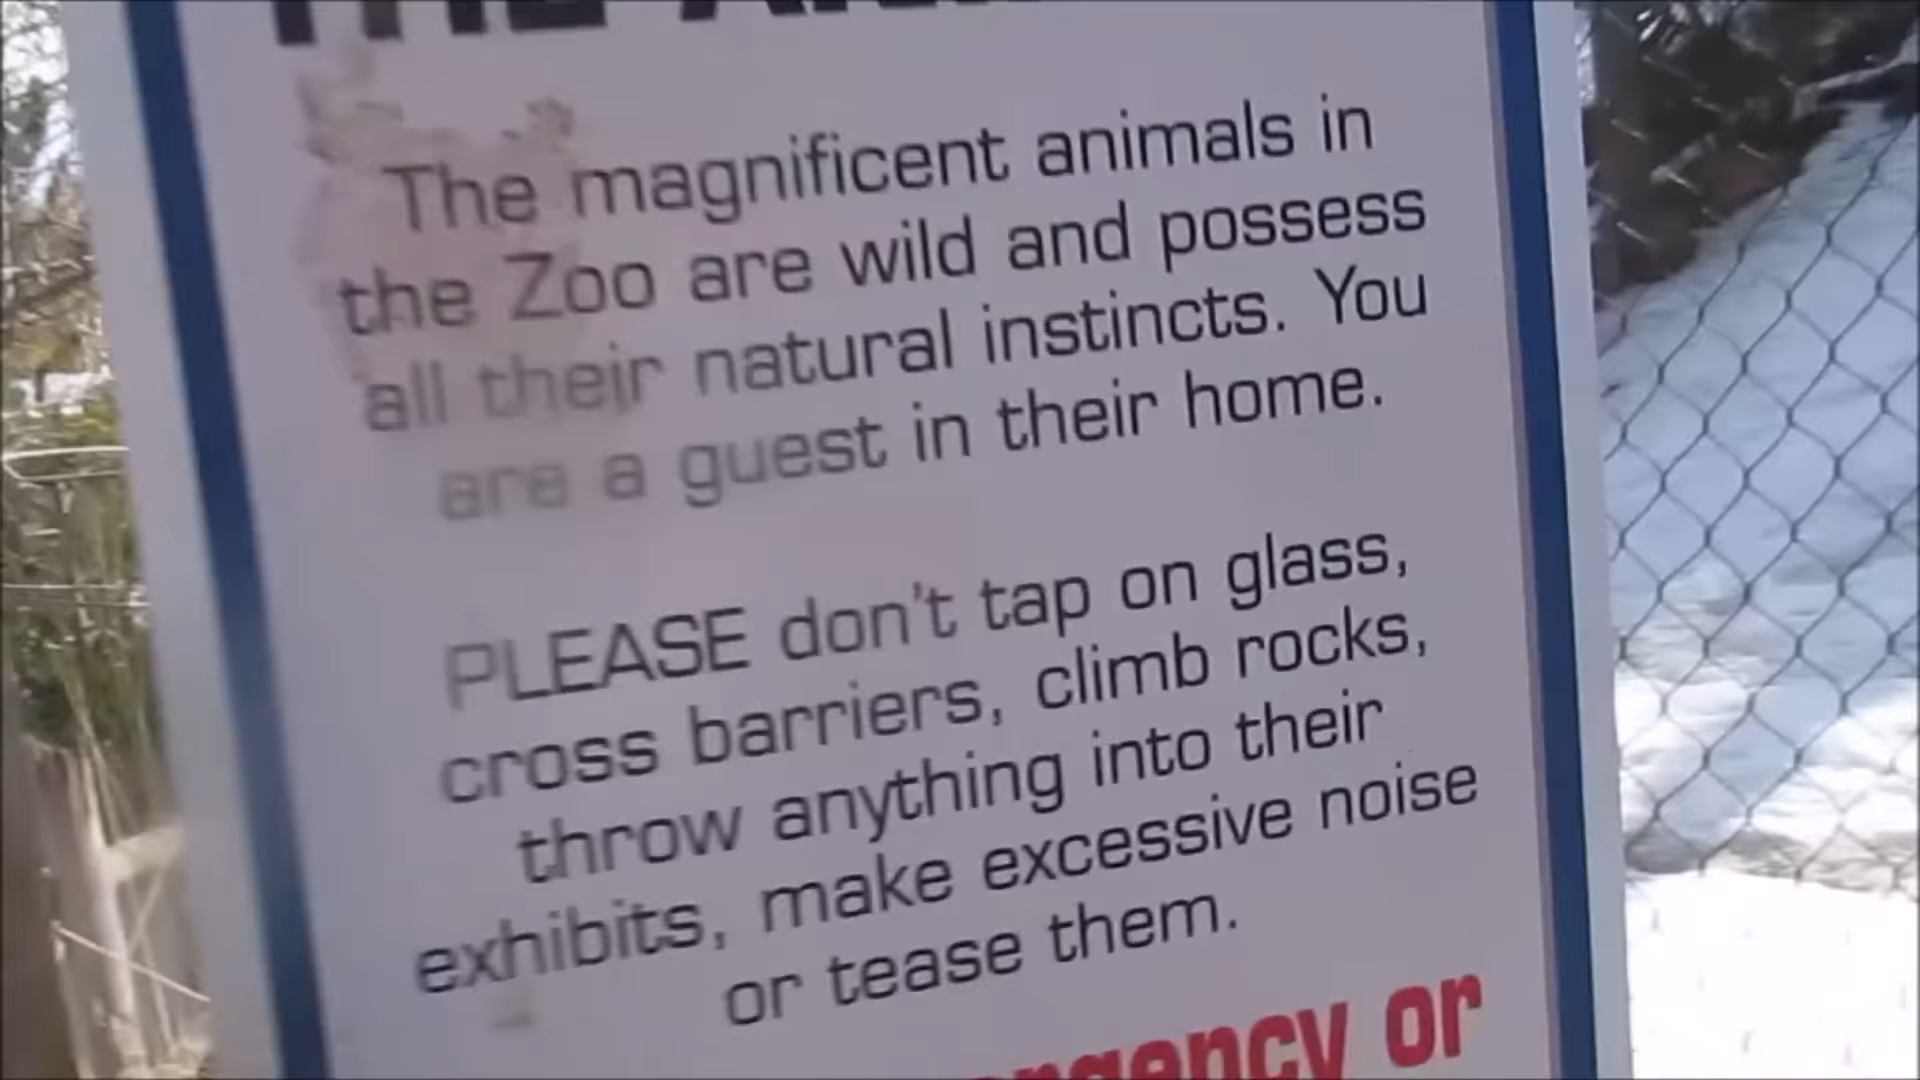 The magnificent animals in
the Zoo are wild and possess
all their natural instincts. You
are a guest in their home.
PLEASE don't tap on glass,
cross barriers, climb rocks,
throw anything into their
exhibits, make excessive noise
or tease them.
or